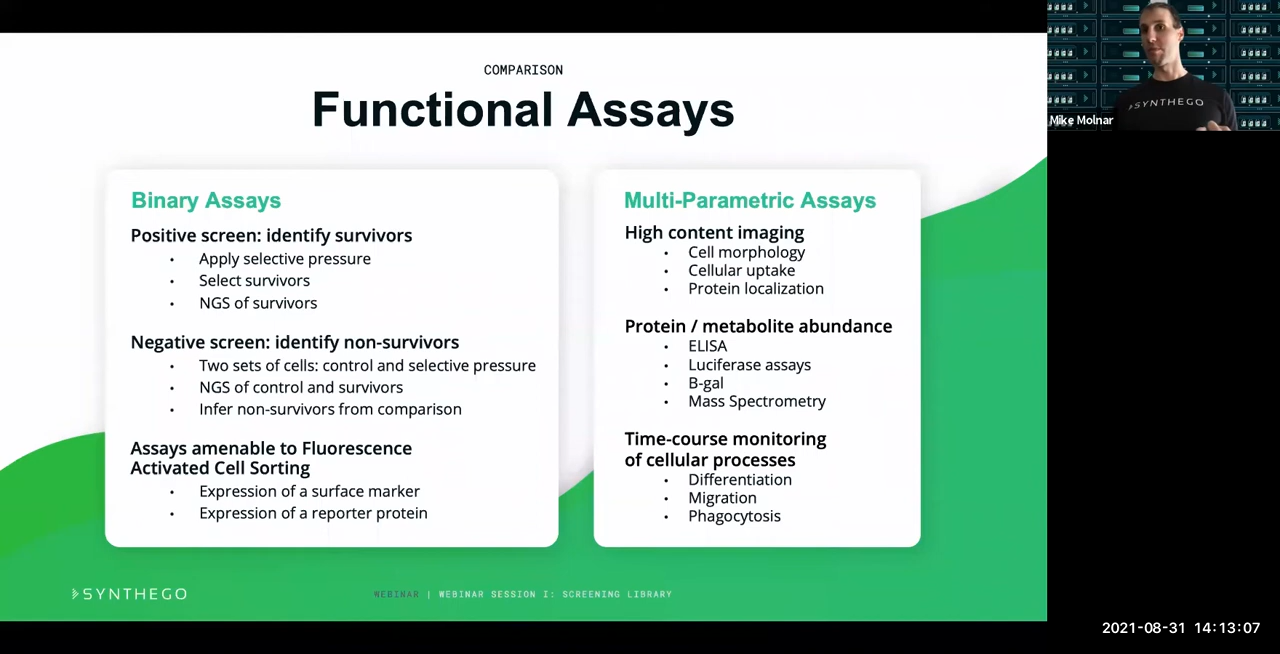 COMPARISON
Functional Assays
Binary Assays
Positive screen: identify survivors
• Apply selective pressure
• Select survivors
• NGS of survivors
Negative screen: identify non-survivors
• Two sets of cells: control and selective pressure
• NGS of control and survivors
• Infer non-survivors from comparison
Assays amenable to Fluorescence
Activated Cell Sorting
• Expression of a surface marker
• Expression of a reporter protein
Multi-Parametric Assays
High content imaging
• Cell morphology
• Cellular uptake
• Protein localization
Protein / metabolite abundance
• ELISA
• Luciferase assays
• B-gal
• Mass Spectrometry
Time-course monitoring
of cellular processes
• Differentiation
• Migration
• Phagocytosis
SYNTHEGO
WEBINAR | WEBINAR SESSION I: SCREENING LIBRARY
SYNTHEGO
Mike Molnar
2021-08-31 14:13:07